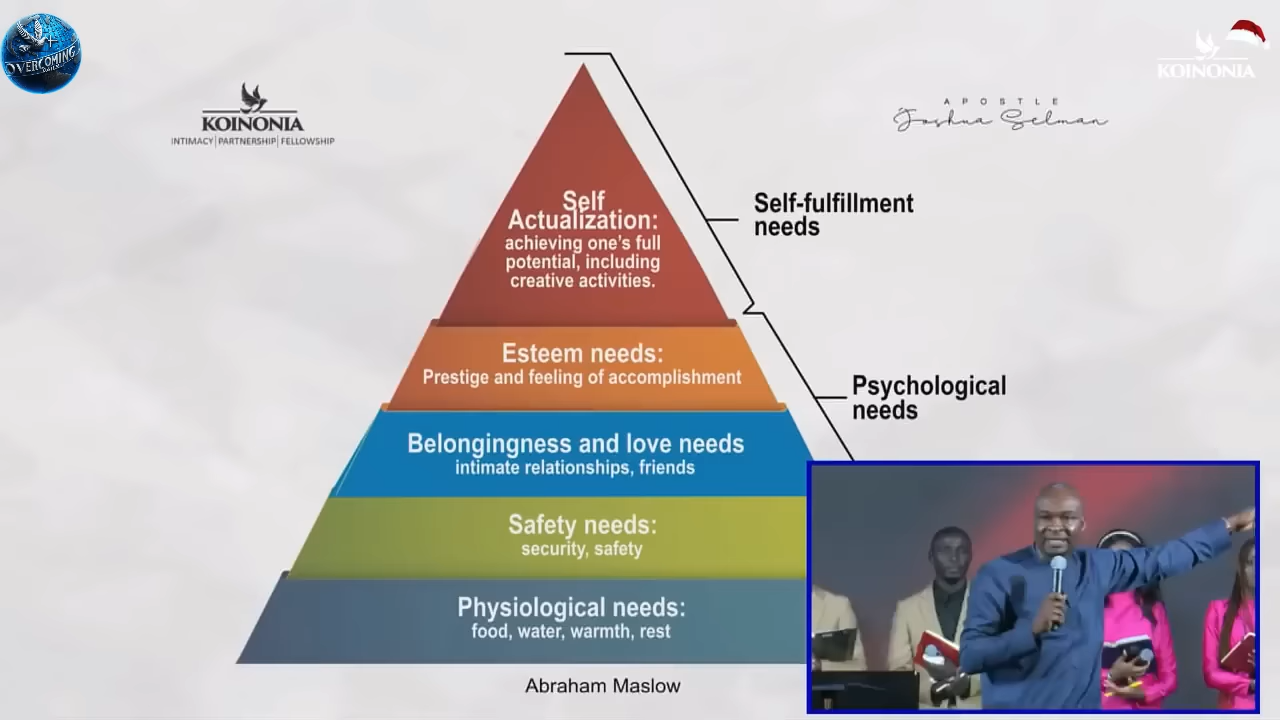 OVERCOMING
DAILY
KOINONIA
KOINONIA
INTIMACY|PARTNERSHIP|FELLOWSHIP
APOSTLE
Joshua Selman
Self
Actualization:
achieving one's full
potential, including
creative activities.
Self-fulfillment
needs
Esteem needs:
Prestige and feeling of accomplishment
Psychological
needs
Belongingness and love needs
intimate relationships, friends
Safety needs:
security, safety
Physiological needs:
food, water, warmth, rest
Abraham Maslow